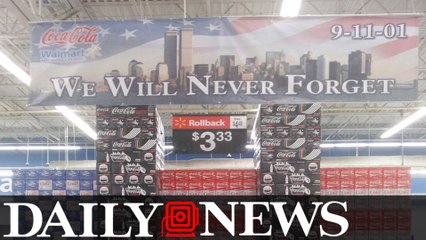 Coca-Cola
Walmart
9-11-01
WE WILL NEVER FORGET
Rollback
$3.33
DAILY NEWS